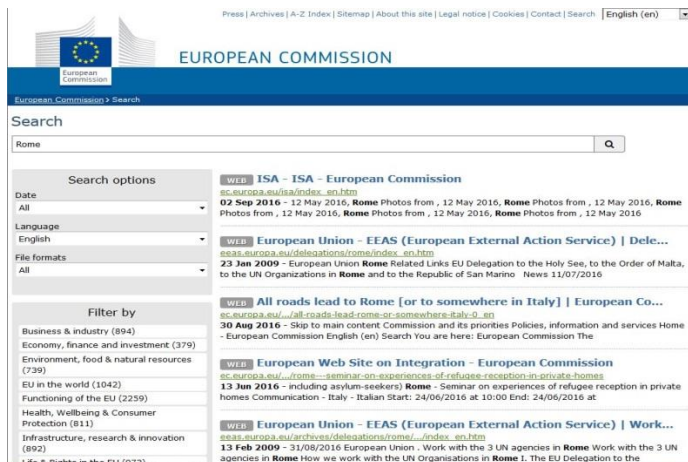 Press | Archives | A-Z Index | Sitemap | About this site | Legal notice | Cookies | Contact | Search English (en)
European
Commission
EUROPEAN COMMISSION
European Commission > Search
Search
Rome
Search options
Date
All
Language
English
File formats
All
Filter by
Business & industry (894)
Economy, finance and investment (379)
Environment, food & natural resources
(739)
EU in the world (1042)
Functioning of the EU (2259)
Health, Wellbeing & Consumer
Protection (811)
Infrastructure, research & innovation
(892)
WEB ISA - ISA - European Commission
ec.europa.eu/isa/index_en.htm
02 Sep 2016 - 12 May 2016, Rome Photos from , 12 May 2016, Rome Photos from , 12 May 2016, Rome
Photos from , 12 May 2016, Rome Photos from , 12 May 2016, Rome Photos from , 12 May 2016
WEB European Union - EEAS (European External Action Service) | Dele...
eeas.europa.eu/delegations/rome/index_en.htm
23 Jan 2009 - European Union Rome Related Links EU Delegation to the Holy See, to the Order of Malta,
to the UN Organizations in Rome and to the Republic of San Marino News 11/07/2016
WEB All roads lead to Rome [or to somewhere in Italy] | European Co...
ec.europa.eu/.../all-roads-lead-rome-or-somewhere-italy-0_en
30 Aug 2016 - Skip to main content Commission and its priorities Policies, information and services Home
- European Commission English (en) Search You are here: European Commission The
WEB European Web Site on Integration - European Commission
ec.europa.eu/.../rome---seminar-on-experiences-of-refugee-reception-in-private-homes
13 Jun 2016 - including asylum-seekers) Rome - Seminar on experiences of refugee reception in private
homes Communication - Italy - Italian Start: 24/06/2016 at 10:00 End: 24/06/2016 at
WEB European Union - EEAS (European External Action Service) | Work...
eeas.europa.eu/archives/delegations/rome/.../index_en.htm
13 Feb 2009 - 31/08/2016 European Union . Work with the 3 UN agencies in Rome Work with the 3 UN
agencies in Rome How we work with the UN Organisations in Rome I. The EU Delegation to the